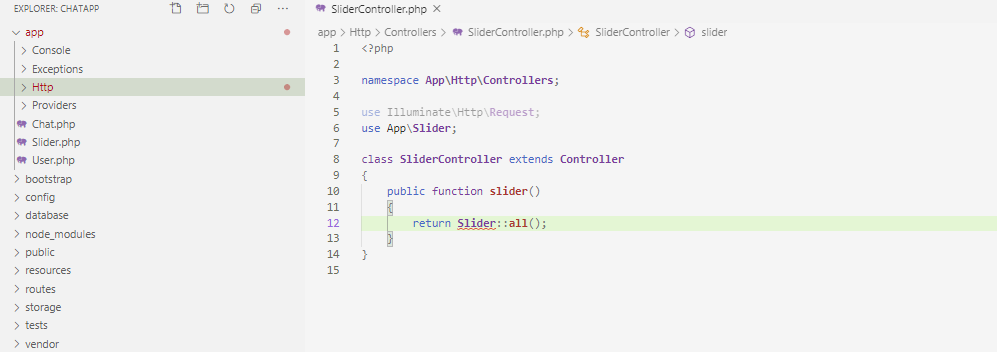 EXPLORER: CHATAPP
app
Console
Exceptions
Http
Providers
Chat.php
Slider.php
User.php
bootstrap
config
database
node_modules
public
resources
routes
storage
tests
vendor
SliderController.php
app > Http > Controllers > SliderController.php > SliderController > slider
1 <?php
2
3 namespace App\Http\Controllers;
4
5 use Illuminate\Http\Request;
6 use App\Slider;
7
8 class SliderController extends Controller
9 {
10 public function slider()
11 {
12 return Slider::all();
13 }
14 }
15